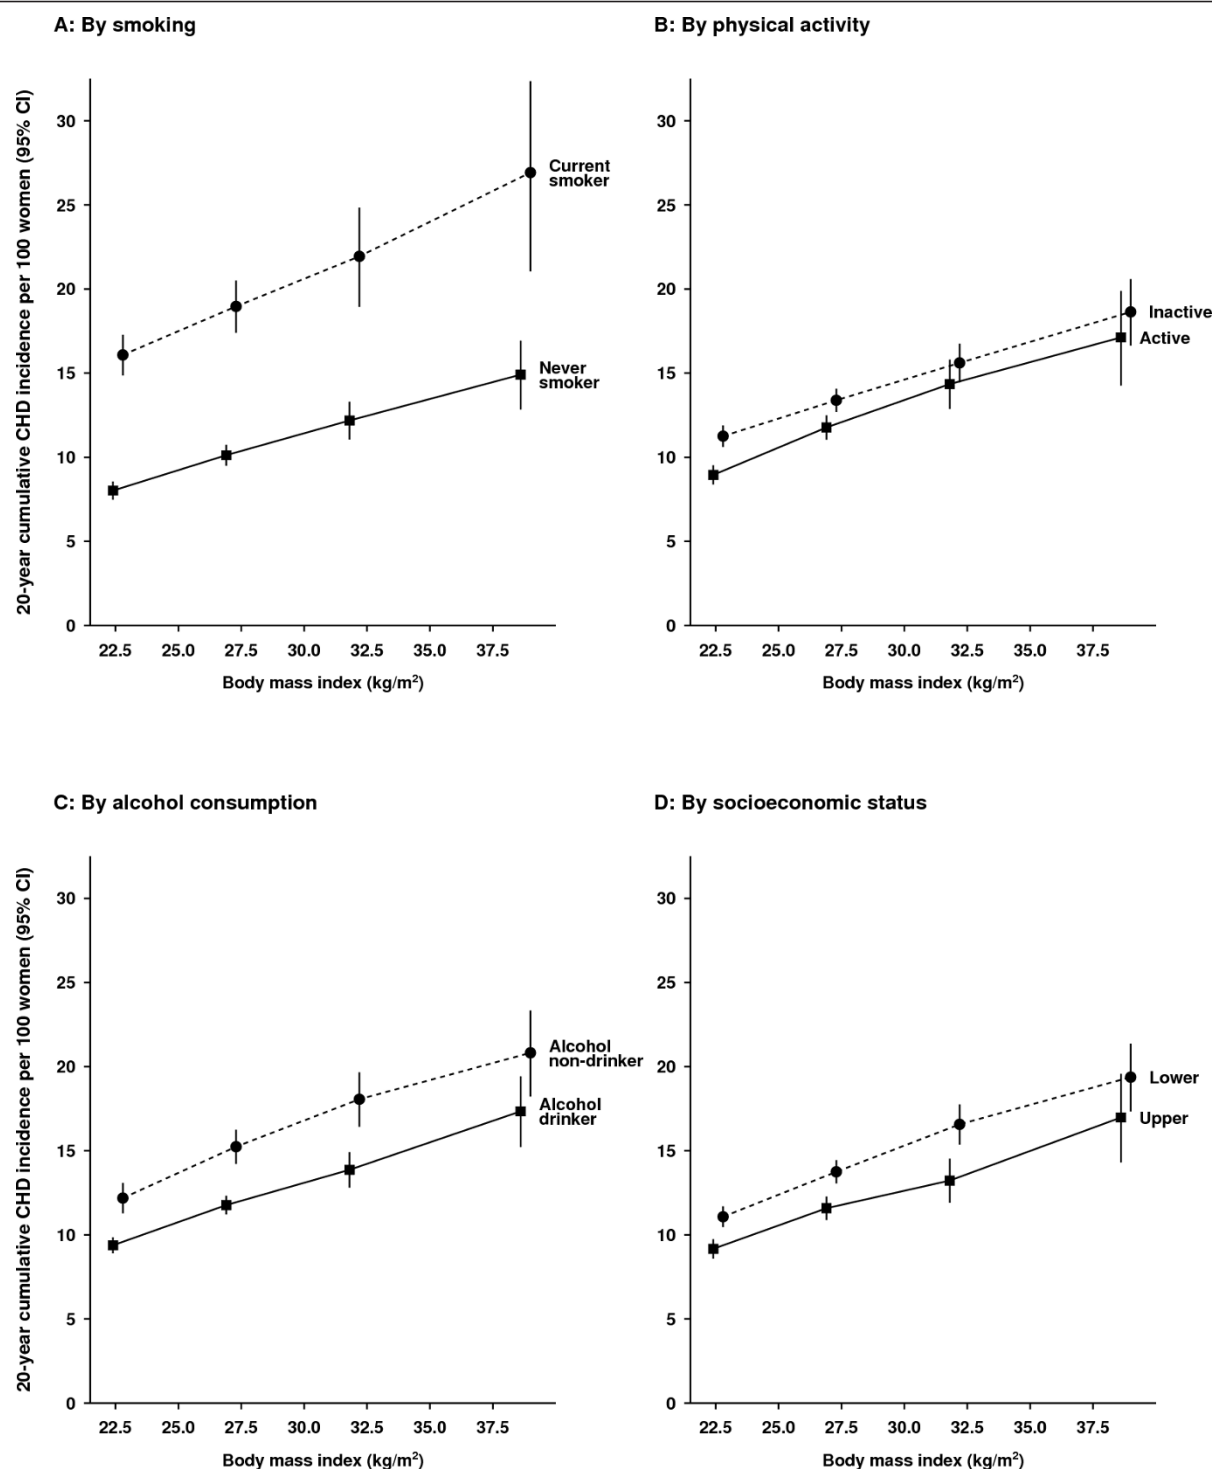 A: By smoking
20-year cumulative CHD incidence per 100 women (95% CI)
30
25
20
15
10
5
0
Current
smoker
Never
smoker
22.5 25.0 27.5 30.0 32.5 35.0 37.5
Body mass index (kg/m²)
B: By physical activity
30
25
20
15
10
5
0
Inactive
Active
22.5 25.0 27.5 30.0 32.5 35.0 37.5
Body mass index (kg/m²)
C: By alcohol consumption
20-year cumulative CHD incidence per 100 women (95% CI)
30
25
20
15
10
5
0
Alcohol
non-drinker
Alcohol
drinker
22.5 25.0 27.5 30.0 32.5 35.0 37.5
Body mass index (kg/m²)
D: By socioeconomic status
30
25
20
15
10
5
0
Lower
Upper
22.5 25.0 27.5 30.0 32.5 35.0 37.5
Body mass index (kg/m²)